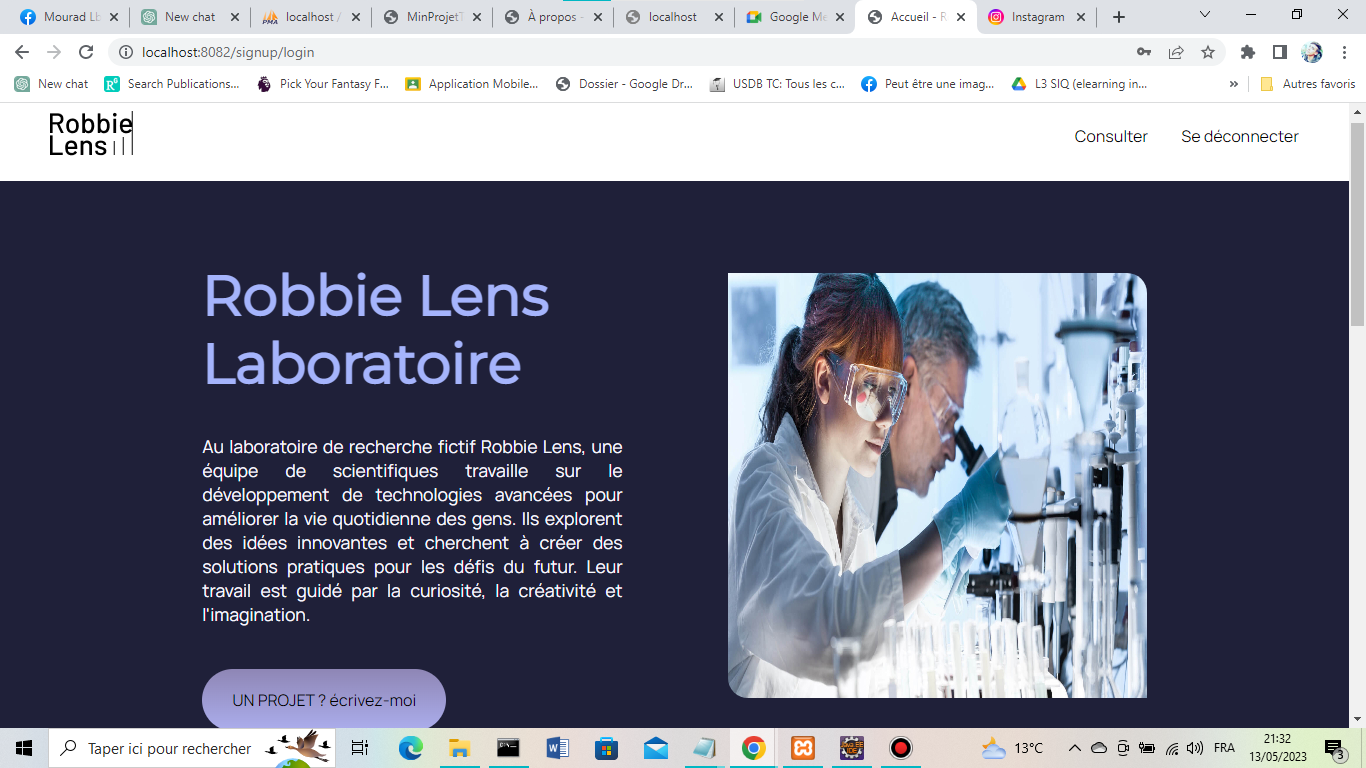 Mourad Lb
New chat
localhost /
MinProjetT
À propos -
localhost
Google Me
Accueil - R
Instagram
localhost:8082/signup/login
New chat
Search Publications...
Pick Your Fantasy F...
Application Mobile...
Dossier - Google Dr...
USDB TC: Tous les c...
Peut être une imag...
L3 SIQ (elearning in...
»
Autres favoris
Robbie
Lens
Consulter
Se déconnecter
Robbie Lens
Laboratoire
Au laboratoire de recherche fictif Robbie Lens, une
équipe de scientifiques travaille sur le
développement de technologies avancées pour
améliorer la vie quotidienne des gens. Ils explorent
des idées innovantes et cherchent à créer des
solutions pratiques pour les défis du futur. Leur
travail est guidé par la curiosité, la créativité et
l'imagination.
UN PROJET ? écrivez-moi
Taper ici pour rechercher
13°C
FRA
21:32
13/05/2023
3